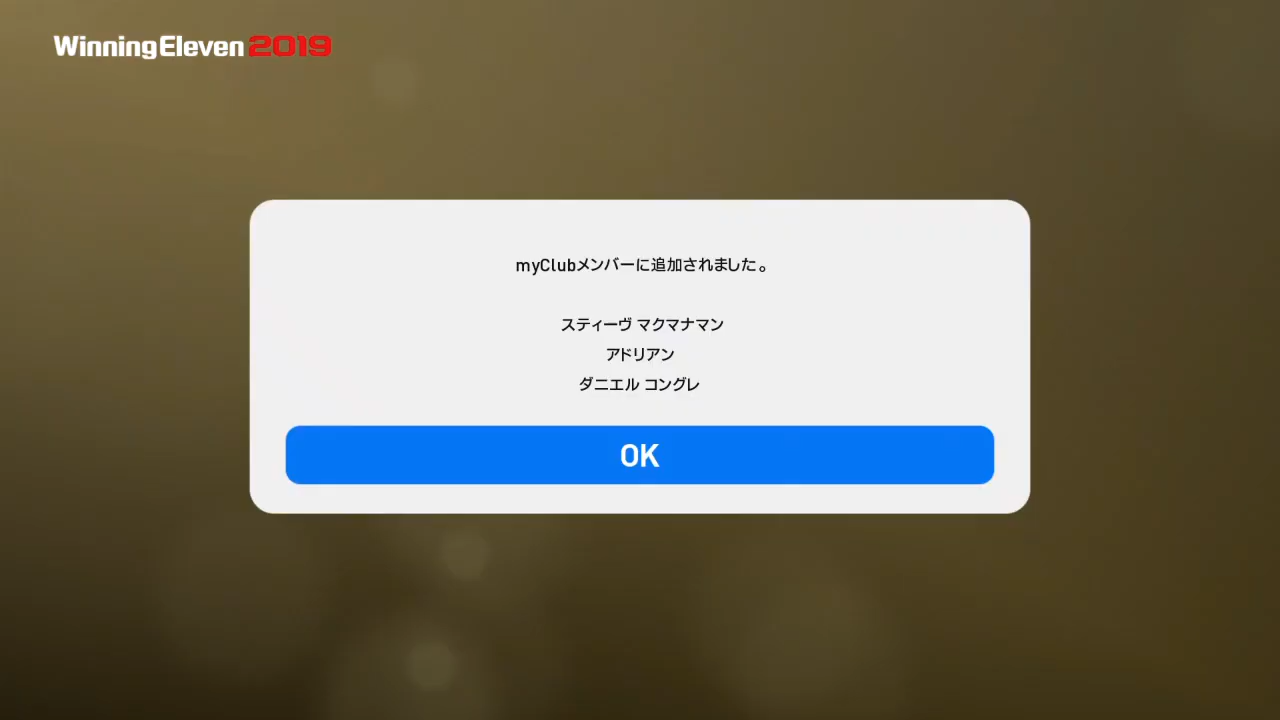 WinningEleven 2019
myClubメンバーに追加されました。
スティーヴ マクマナマン
アドリアン
ダニエル コングレ
OK